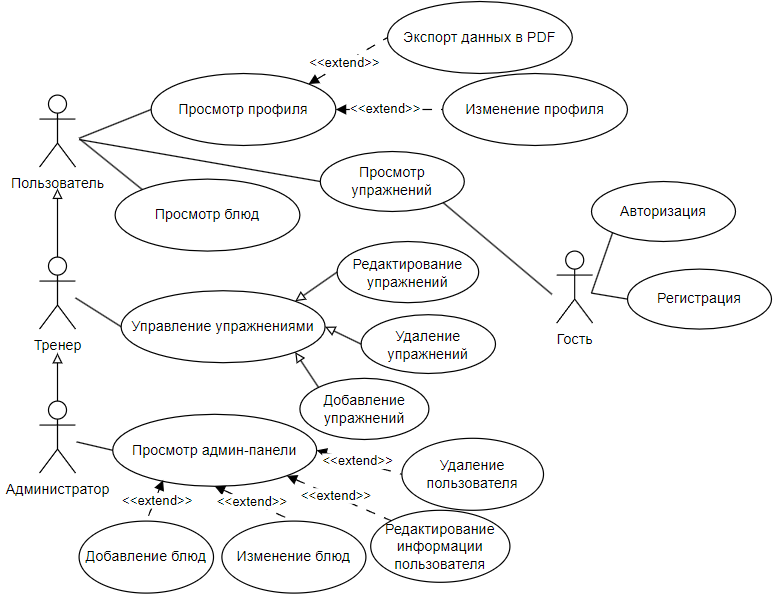 Экспорт данных в PDF
<<extend>>
Просмотр профиля
<<extend>>
Изменение профиля
Пользователь
Просмотр
упражнений
Просмотр блюд
Авторизация
Редактирование
упражнений
Регистрация
Тренер
Управление упражнениями
Удаление
упражнений
Гость
Добавление
упражнений
Просмотр админ-панели
<<extend>>
Удаление
пользователя
Администратор
<<extend>>
<<extend>>
<<extend>>
Добавление блюд
Изменение блюд
Редактирование
информации
пользователя